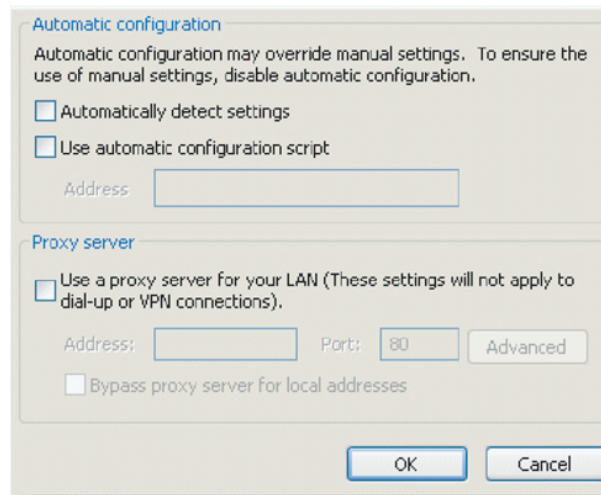 Automatic configuration
Automatic configuration may override manual settings. To ensure the
use of manual settings, disable automatic configuration.
Automatically detect settings
Use automatic configuration script
Address
Proxy server
Use a proxy server for your LAN (These settings will not apply to
dial-up or VPN connections).
Address:
Port:
80
Advanced
Bypass proxy server for local addresses
OK
Cancel